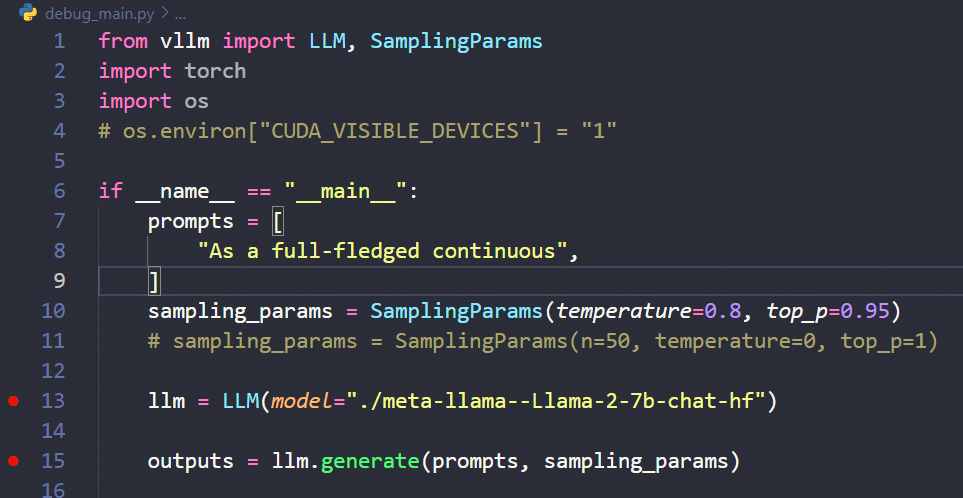 debug_main.py > ...
1 from vllm import LLM, SamplingParams
2 import torch
3 import os
4 # os.environ["CUDA_VISIBLE_DEVICES"] = "1"
5
6 if __name__ == "__main__":
7     prompts = [
8         "As a full-fledged continuous",
9     ]
10     sampling_params = SamplingParams(temperature=0.8, top_p=0.95)
11     # sampling_params = SamplingParams(n=50, temperature=0, top_p=1)
12
13     llm = LLM(model="./meta-llama--Llama-2-7b-chat-hf")
14
15     outputs = llm.generate(prompts, sampling_params)
16